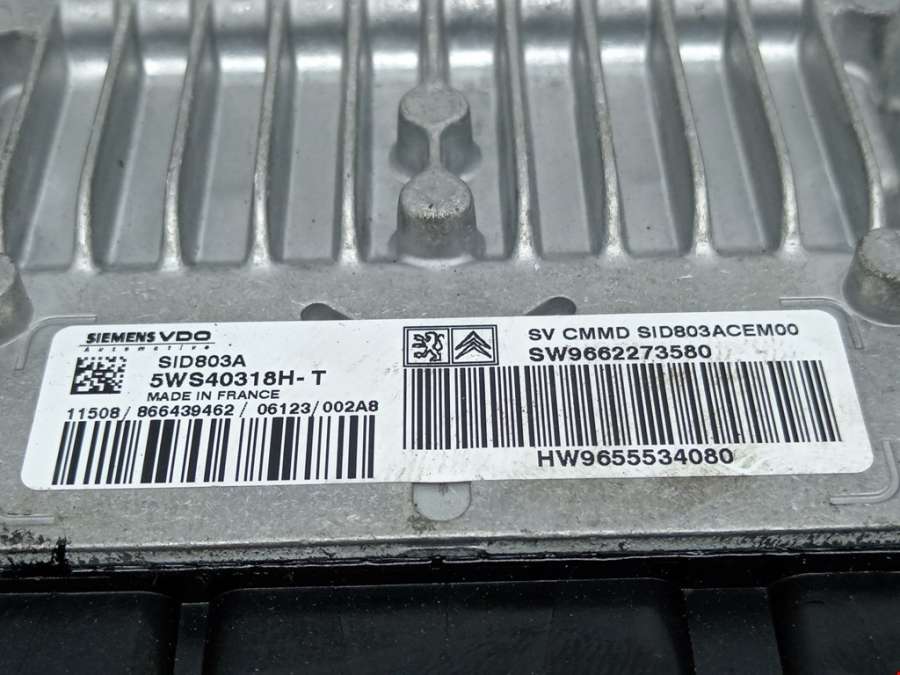 SIEMENS VDO
Automotive
SID803A
5WS40318H-T
MADE IN FRANCE
11508/866439462/06123/002A8
SV CMMD SID803ACEM00
SW9662273580
HW9655534080